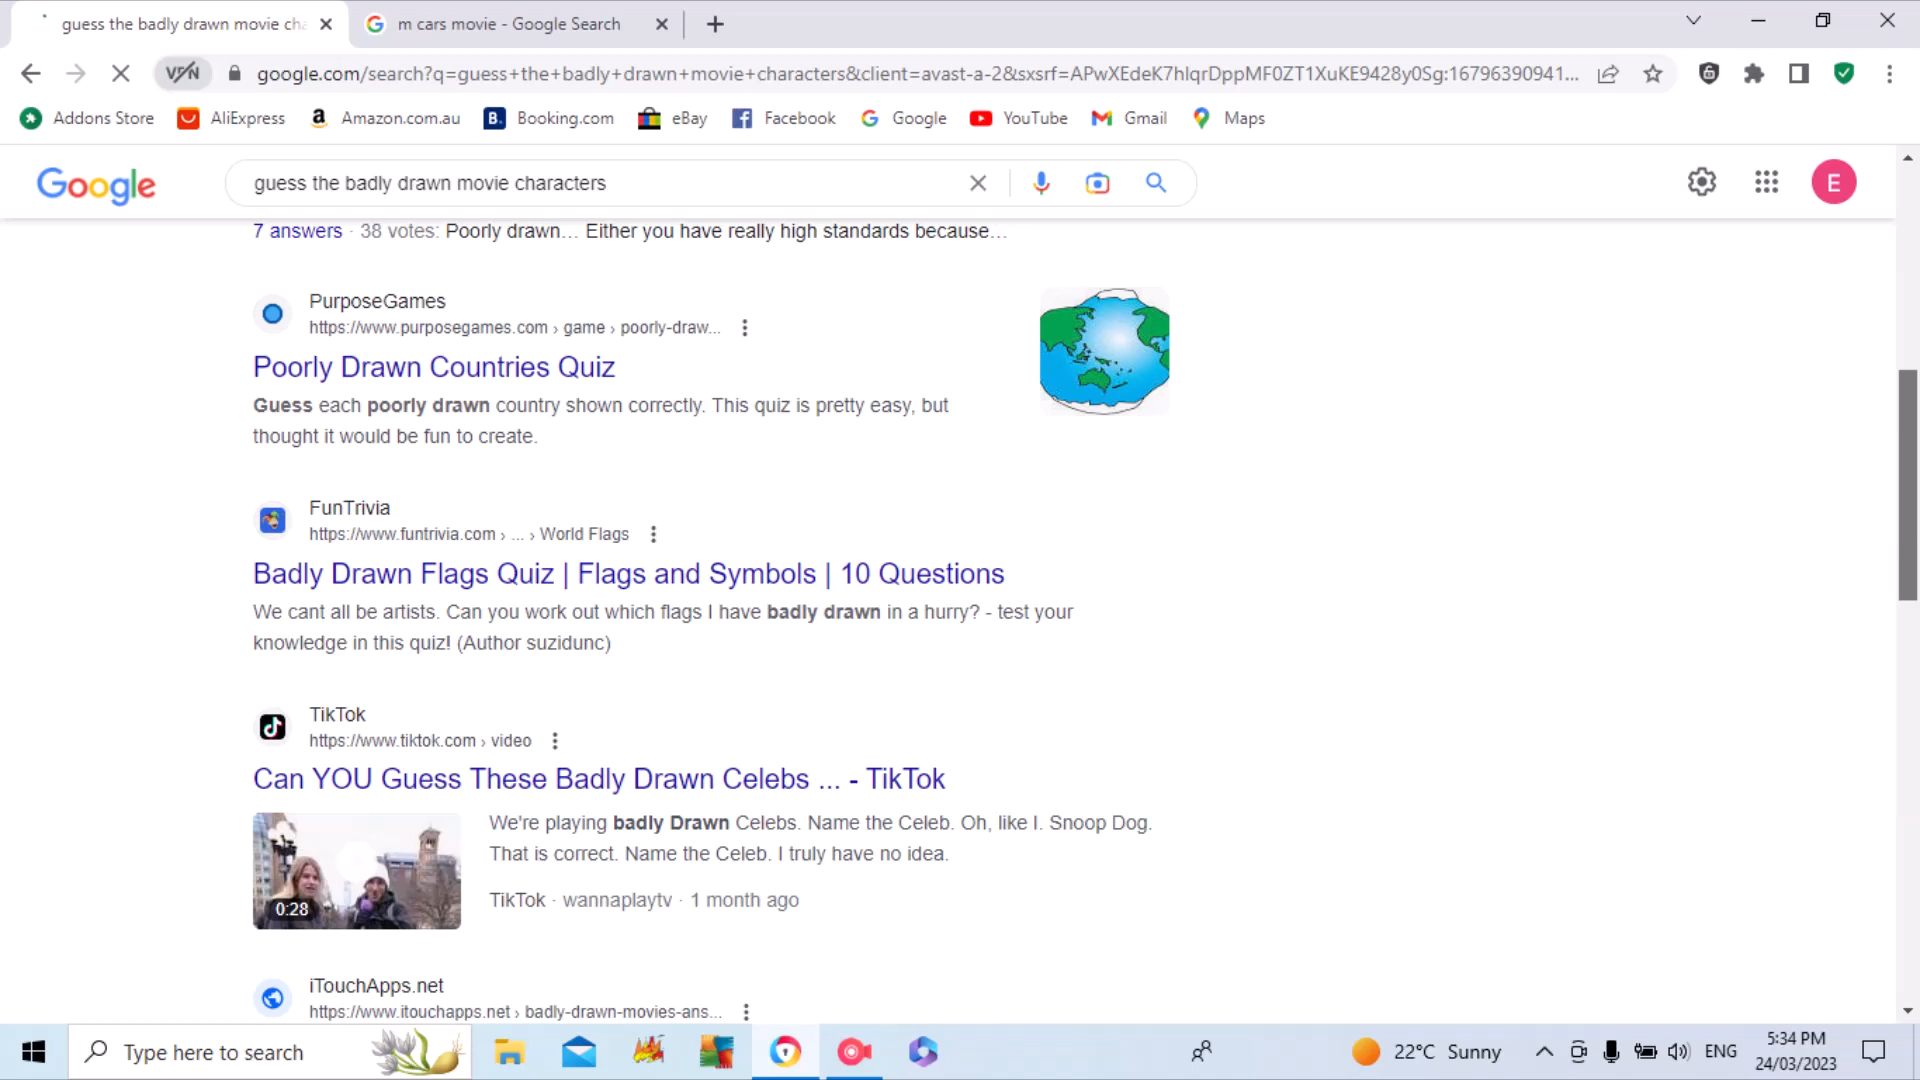 guess the badly drawn movie cha
m cars movie - Google Search
VPN
google.com/search?q=guess+the+badly+drawn+movie+characters&client=avast-a-2&sxsrf=APwXEdeK7hlqrDppMF0ZT1XuKE9428y0Sg:16796390941...
Addons Store
AliExpress
Amazon.com.au
B.
Booking.com
eBay
Facebook
Google
YouTube
Gmail
Maps
Google
guess the badly drawn movie characters
E
7 answers · 38 votes: Poorly drawn... Either you have really high standards because...
PurposeGames
https://www.purposegames.com › game › poorly-draw...
Poorly Drawn Countries Quiz
Guess each poorly drawn country shown correctly. This quiz is pretty easy, but
thought it would be fun to create.
FunTrivia
https://www.funtrivia.com › ... › World Flags
Badly Drawn Flags Quiz | Flags and Symbols | 10 Questions
We cant all be artists. Can you work out which flags I have badly drawn in a hurry? - test your
knowledge in this quiz! (Author suzidunc)
TikTok
https://www.tiktok.com › video
Can YOU Guess These Badly Drawn Celebs ... - TikTok
0:28
We're playing badly Drawn Celebs. Name the Celeb. Oh, like I. Snoop Dog.
That is correct. Name the Celeb. I truly have no idea.
TikTok · wannaplaytv · 1 month ago
iTouchApps.net
https://www.itouchapps.net › badly-drawn-movies-ans...
Type here to search
22°C Sunny
ENG
5:34 PM
24/03/2023